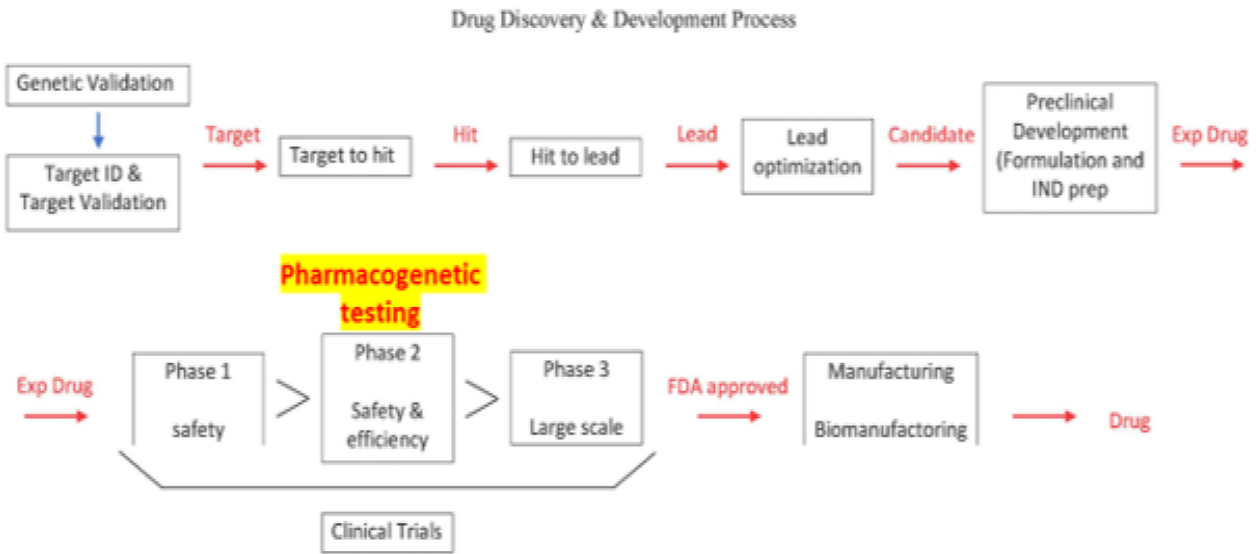 Drug Discovery & Development Process
Genetic Validation
Target ID &
Target Validation
Target
Target to hit
Hit
Hit to lead
Lead
Lead
optimization
Candidate
Preclinical
Development
(Formulation and
IND prep
Exp Drug
Pharmacogenetic
testing
Exp Drug
Phase 1
safety
Phase 2
Safety &
efficiency
Phase 3
Large scale
FDA approved
Manufacturing
Biomanufactoring
Drug
Clinical Trials